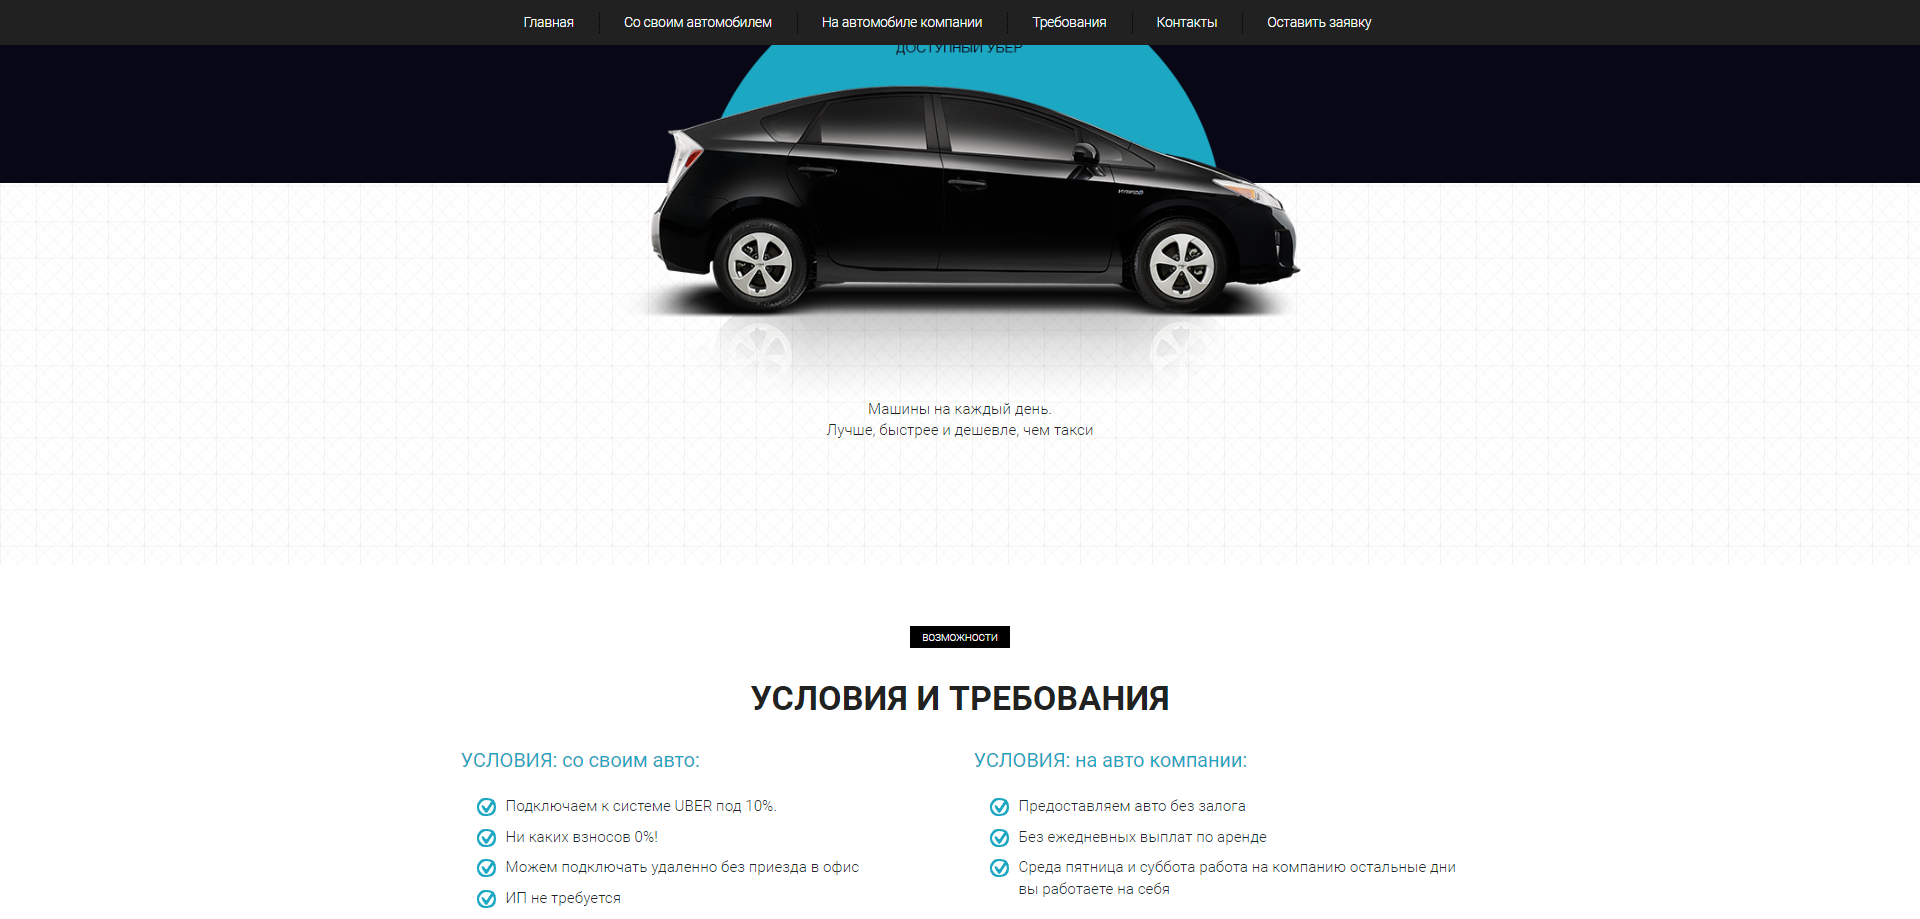 Главная
Со своим автомобилем
На автомобиле компании
Требования
Контакты
Оставить заявку
ДОСТУПНЫЙ УБЕР
HYBRID
Машины на каждый день.
Лучше, быстрее и дешевле, чем такси
ВОЗМОЖНОСТИ
УСЛОВИЯ И ТРЕБОВАНИЯ
УСЛОВИЯ: со своим авто:
Подключаем к системе UBER под 10%.
Ни каких взносов 0%!
Можем подключать удаленно без приезда в офис
ИП не требуется
УСЛОВИЯ: на авто компании:
Предоставляем авто без залога
Без ежедневных выплат по аренде
Среда пятница и суббота работа на компанию остальные дни
вы работаете на себя